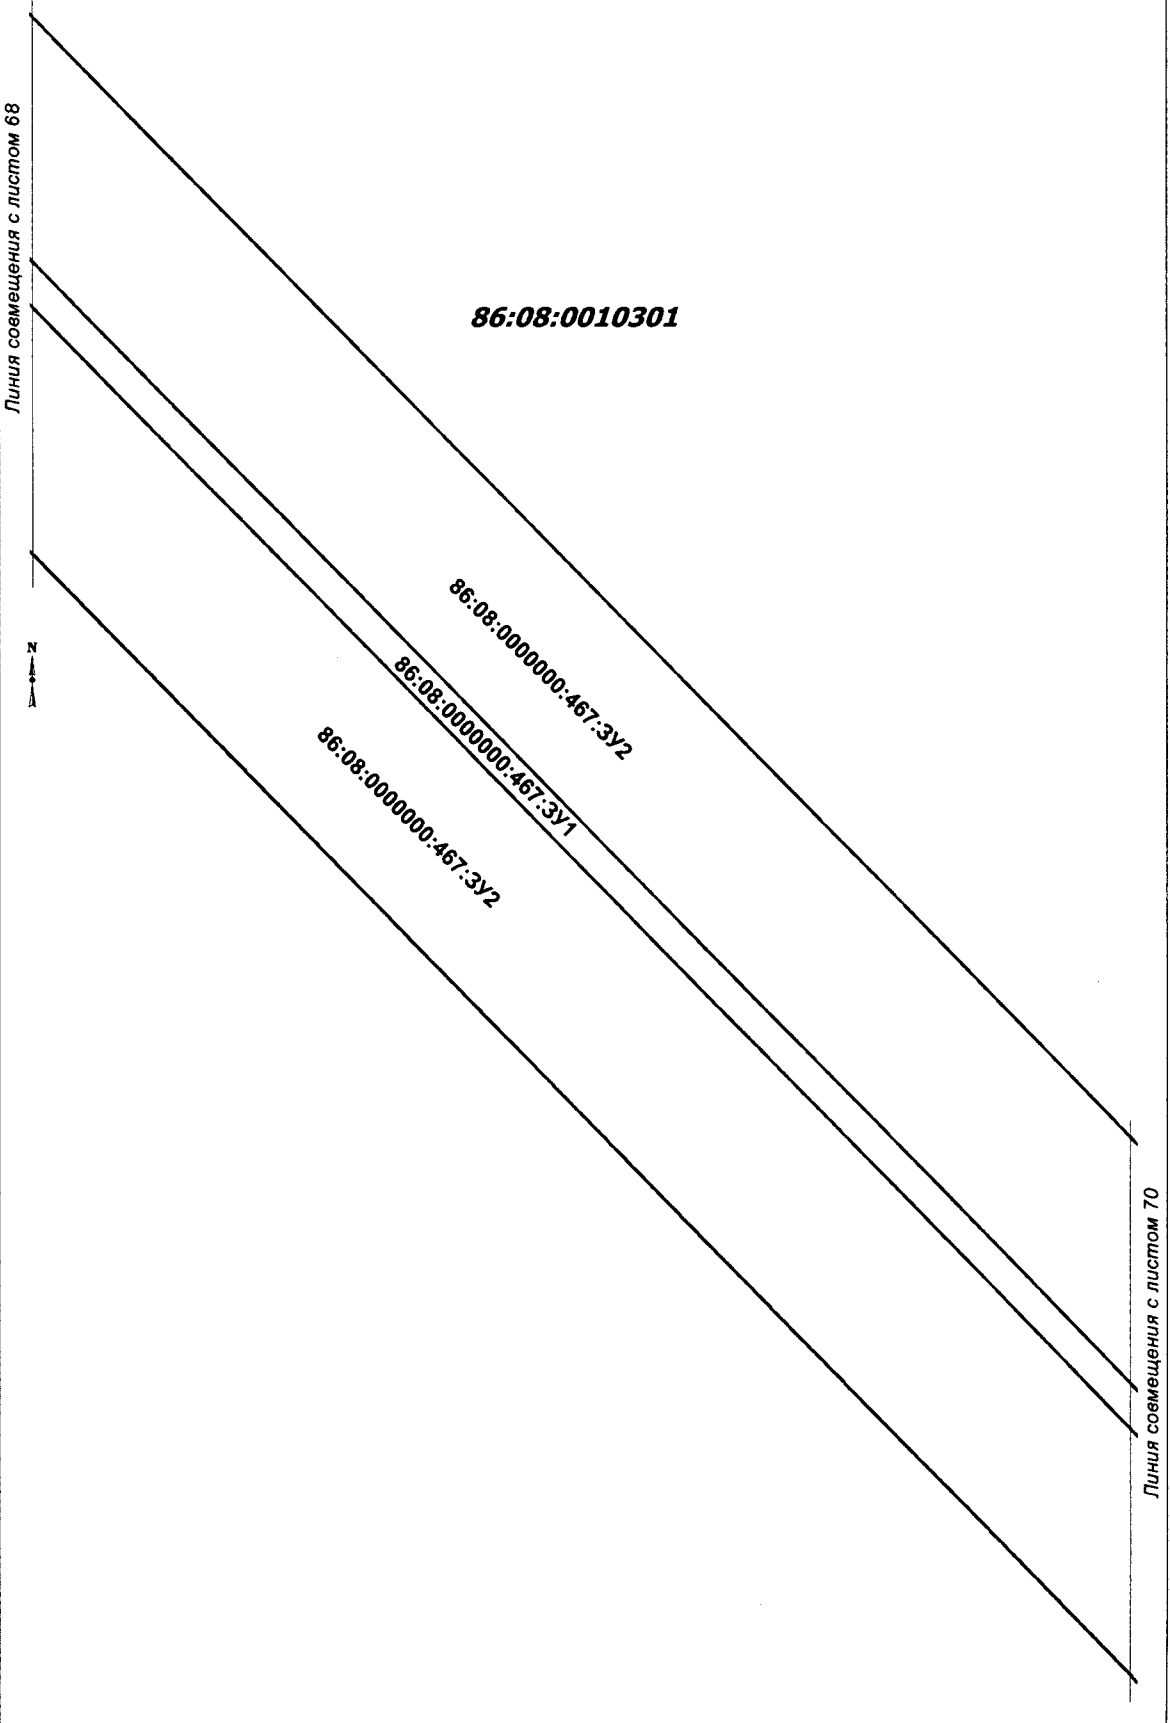 Линия совмещения с листом 68
86:08:0010301
N
86:08:0000000:467:ЗУ2
86:08:0000000:467:ЗУ1
86:08:0000000:467:ЗУ2
Линия совмещения с листом 70